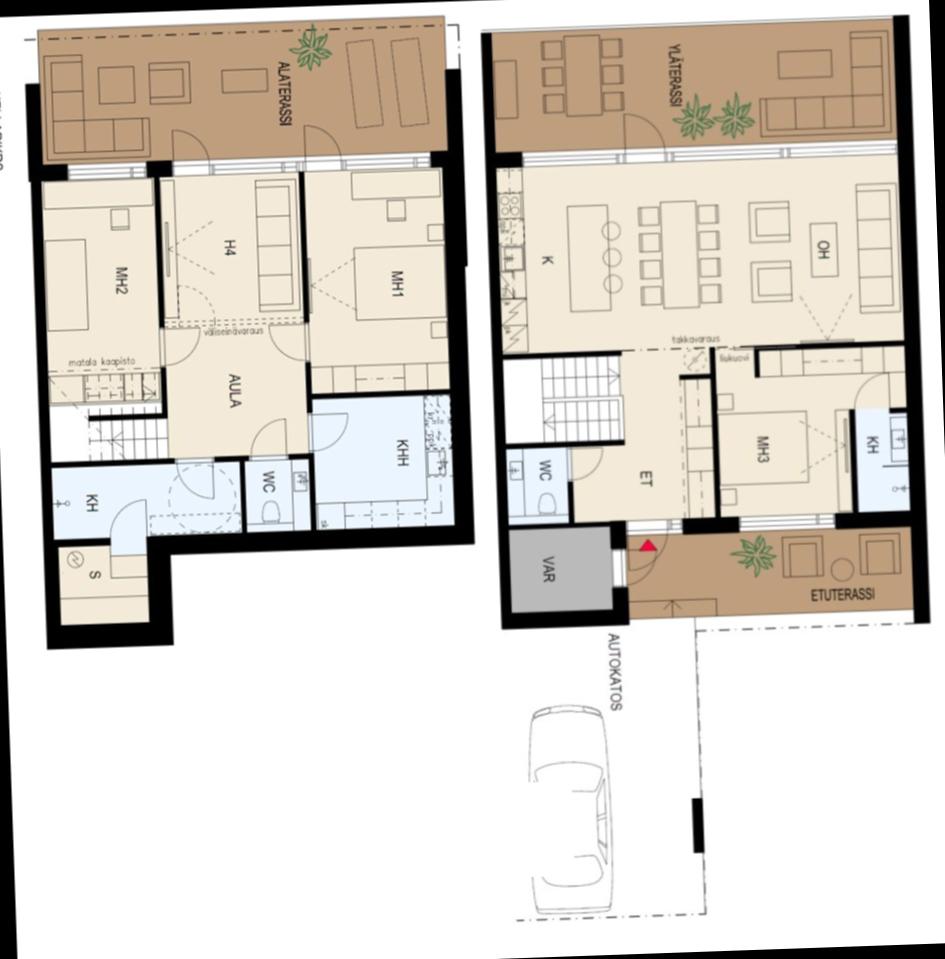 ALATERASSI
MH2
H4
MH1
väliseinävaraus
matala kaapisto
AULA
KHH
KH
WC
S
sk
YLÄTERASSI
K
OH
takkavaraus
liukuovi
MH3
KH
WC
ET
VAR
ETUTERASSI
AUTOKATOS